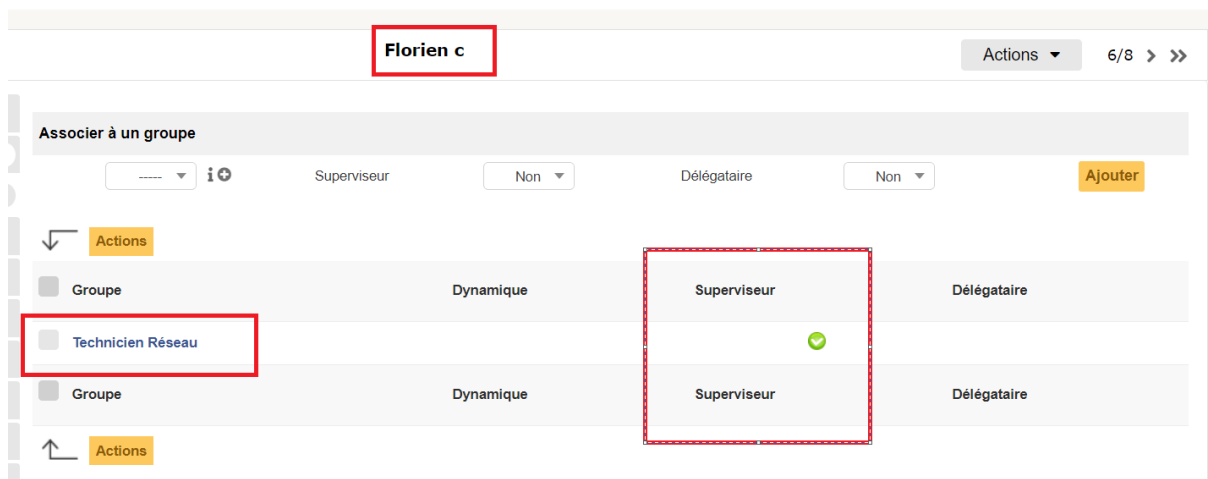 Florien c
Actions 6/8
Associer à un groupe
----- Superviseur Non Délégataire Non Ajouter
Actions
Groupe Dynamique Superviseur Délégataire
Technicien Réseau
Groupe Dynamique Superviseur Délégataire
Actions